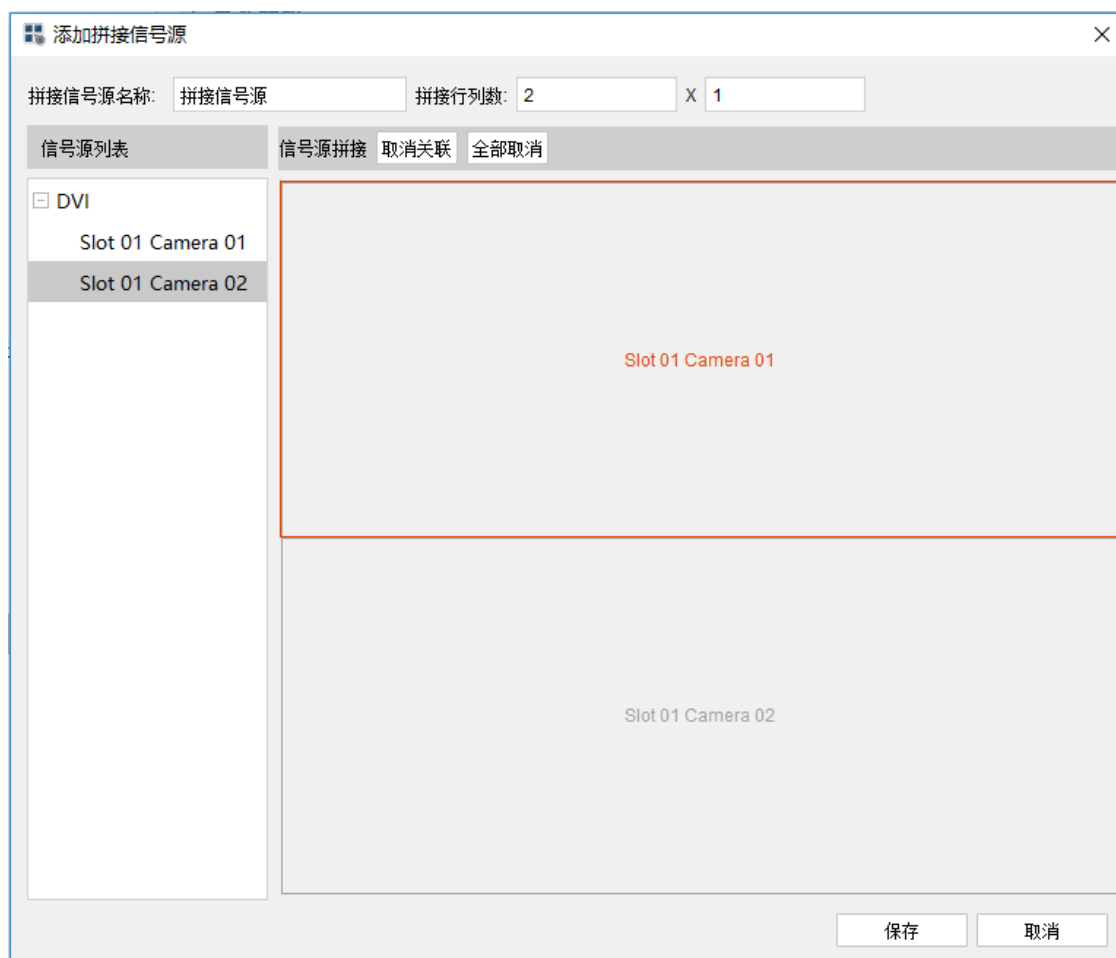 添加拼接信号源
拼接信号源名称: 拼接信号源 拼接行列数: 2 X 1
信号源列表 信号源拼接 取消关联 全部取消
DVI
Slot 01 Camera 01
Slot 01 Camera 02
Slot 01 Camera 01
Slot 01 Camera 02
保存 取消